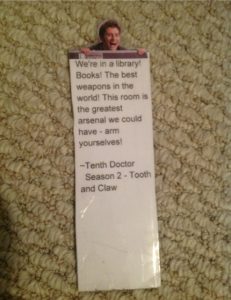 We're in a library!
Books! The best
weapons in the
world! This room is
the greatest
arsenal we could
have - arm
yourselves!
~Tenth Doctor
Season 2 - Tooth
and Claw